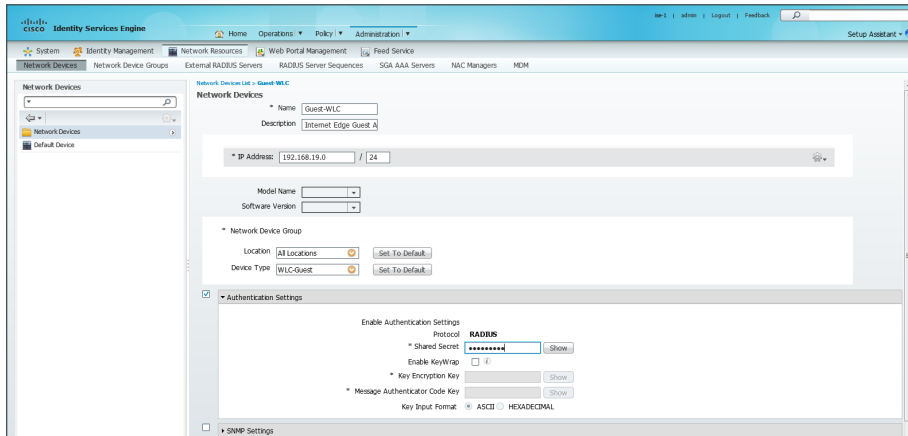 ise-1 | admin | Logout | Feedback
CISCO Identity Services Engine
Home Operations Policy Administration
Setup Assistant
System Identity Management Network Resources Web Portal Management Feed Service
Network Devices Network Device Groups External RADIUS Servers RADIUS Server Sequences SGA AAA Servers NAC Managers MDM
Network Devices
Network Devices
Default Device
Network Devices List > Guest-WLC
Network Devices
* Name Guest-WLC
Description Internet Edge Guest A
* IP Address: 192.168.19.0 / 24
Model Name
Software Version
* Network Device Group
Location All Locations Set To Default
Device Type WLC-Guest Set To Default
Authentication Settings
Enable Authentication Settings
Protocol RADIUS
* Shared Secret ••••••••• Show
Enable KeyWrap
* Key Encryption Key Show
* Message Authenticator Code Key Show
Key Input Format ASCII HEXADECIMAL
SNMP Settings